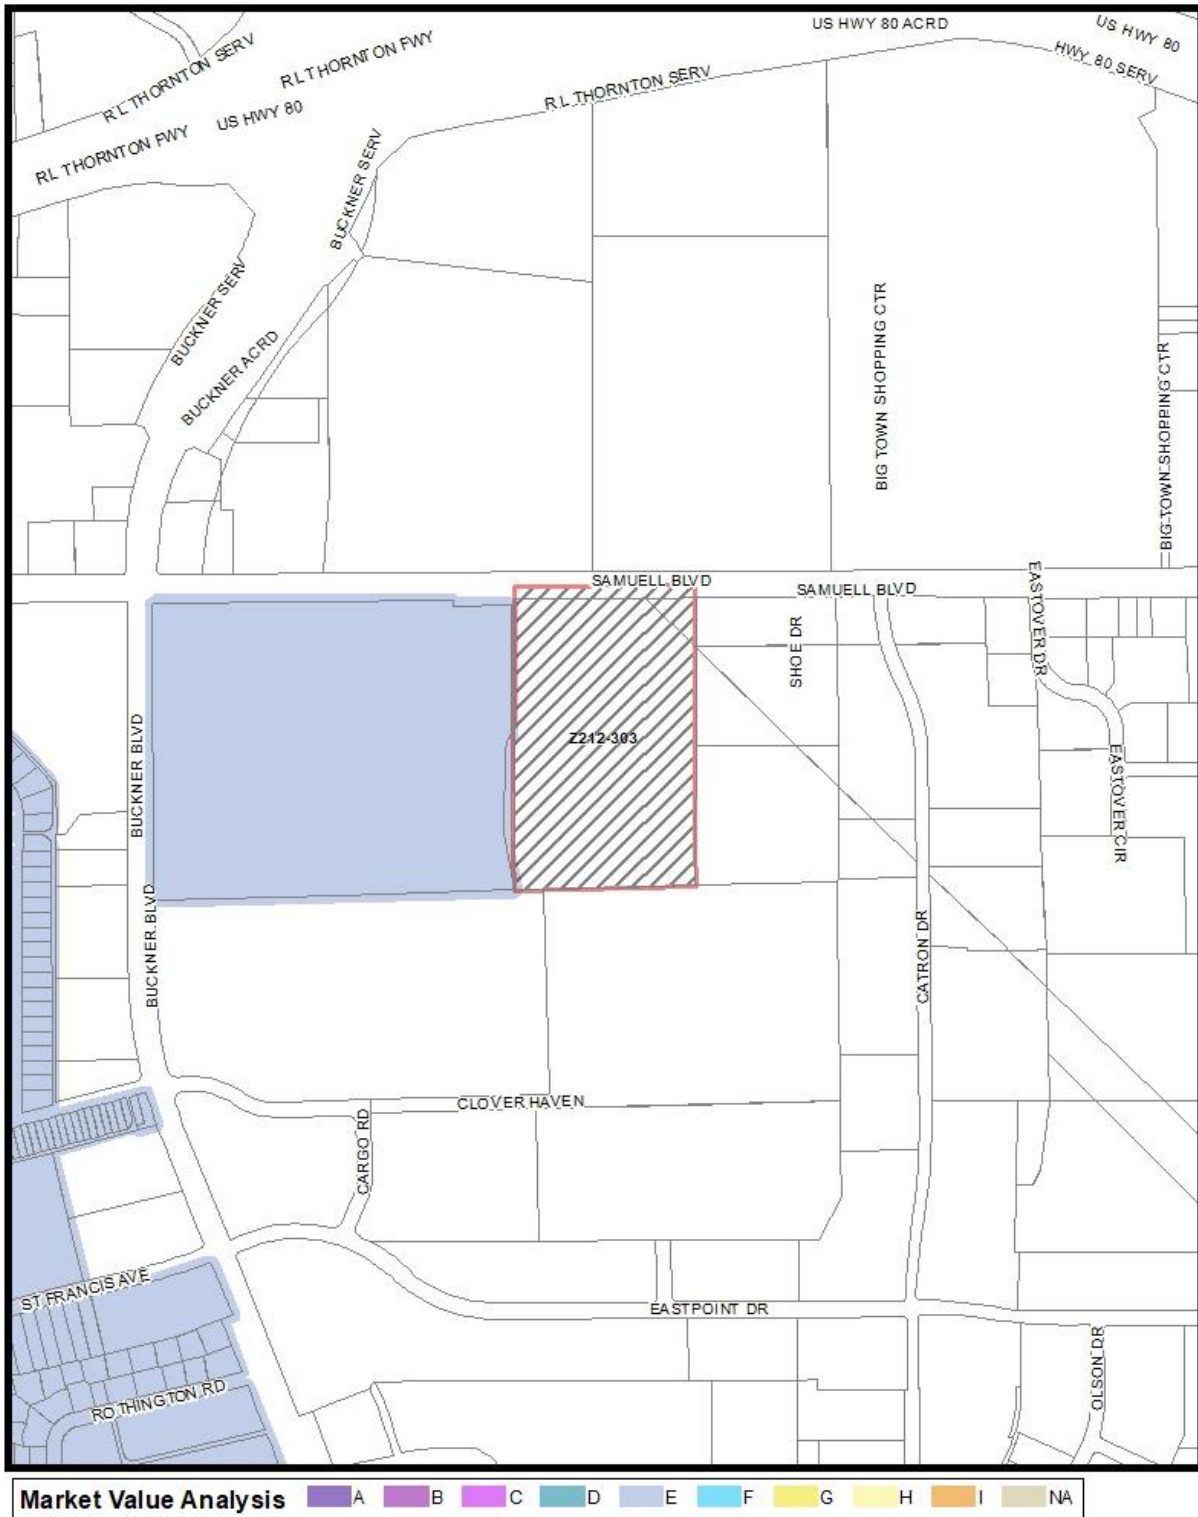 US HWY 80 ACRD
US HWY 80
HWY 80 SERV
R L THORNTON SERV
RL THORNTON FWY
US HWY 80
R L THORNTON SERV
RL THORNTON FWY
BUCKNER SERV
BUCKNER SERV
BUCKNER ACRD
BIG TOWN SHOPPING CTR
BIG TOWN SHOPPING CTR
SAMUELL BLVD
SAMUELL BLVD
EASTOVER DR
SHOE DR
Z212-303
BUCKNER BLVD
EASTOVER CIR
BUCKNER BLVD
CATRON DR
CLOVER HAVEN
CARGO RD
ST FRANCIS AVE
EASTPOINT DR
OLSON DR
ROTHINGTON RD
Market Value Analysis A B C D E F G H I NA